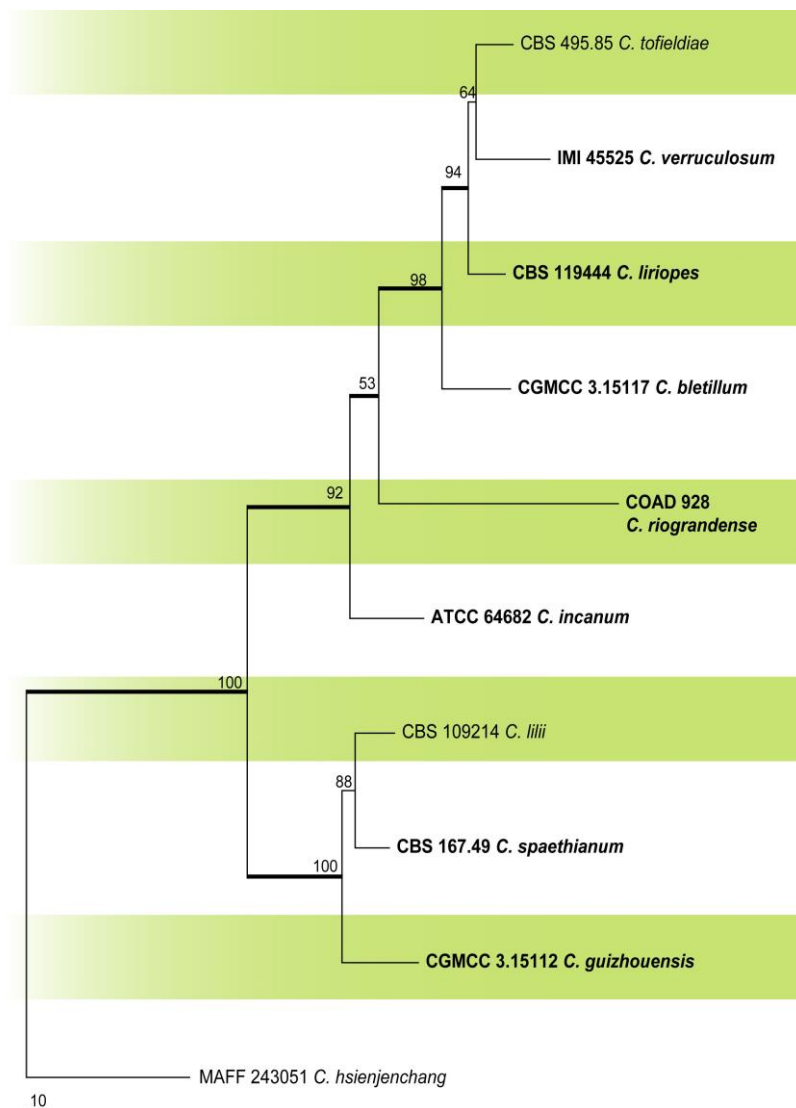 CBS 495.85 C. tofieldiae
64
IMI 45525 C. verruculosum
94
CBS 119444 C. liriopes
98
CGMCC 3.15117 C. bletillum
53
92
COAD 928
C. riograndense
ATCC 64682 C. incanum
100
CBS 109214 C. lilii
88
CBS 167.49 C. spaethianum
100
CGMCC 3.15112 C. guizhouensis
MAFF 243051 C. hsienjenchang
10